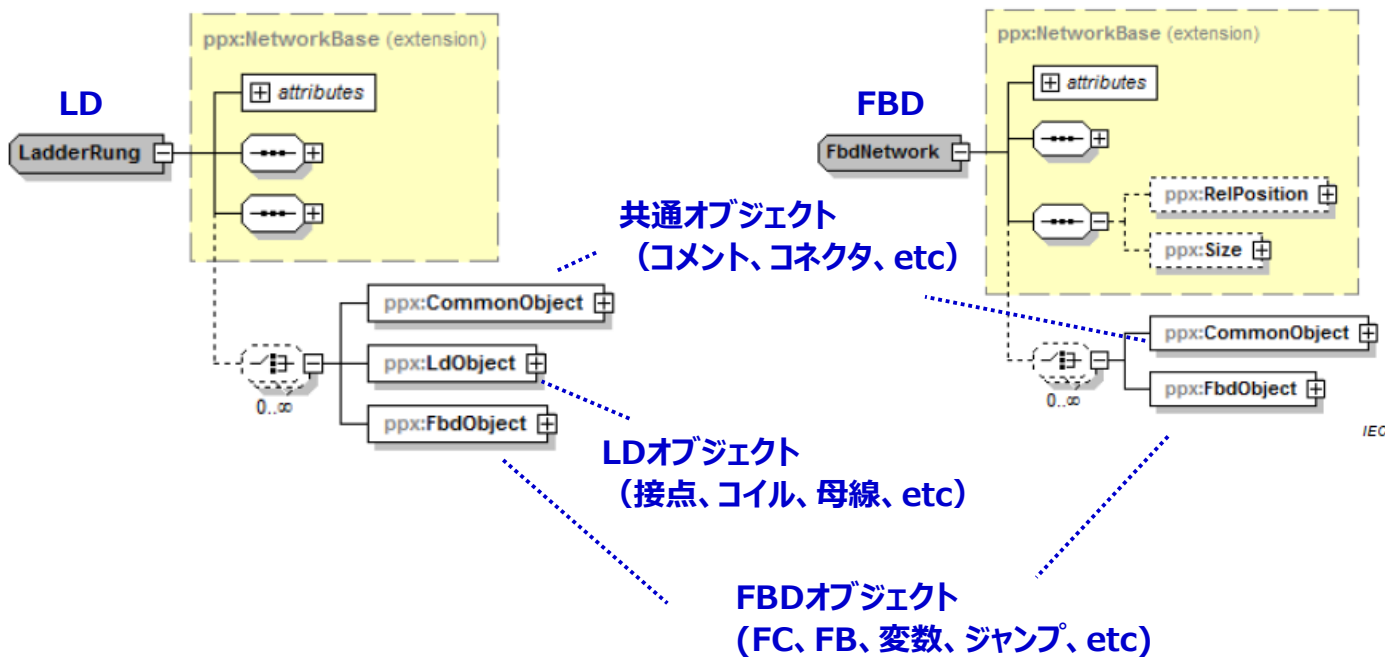 ppx:NetworkBase (extension)
attributes
LD
LadderRung
ppx:CommonObject
ppx:LdObject
ppx:FbdObject
0..∞
ppx:NetworkBase (extension)
attributes
FBD
FbdNetwork
ppx:RelPosition
ppx:Size
ppx:CommonObject
ppx:FbdObject
0..∞
IEC
共通オブジェクト
（コメント、コネクタ、etc）
LDオブジェクト
（接点、コイル、母線、etc）
FBDオブジェクト
(FC、FB、変数、ジャンプ、etc)